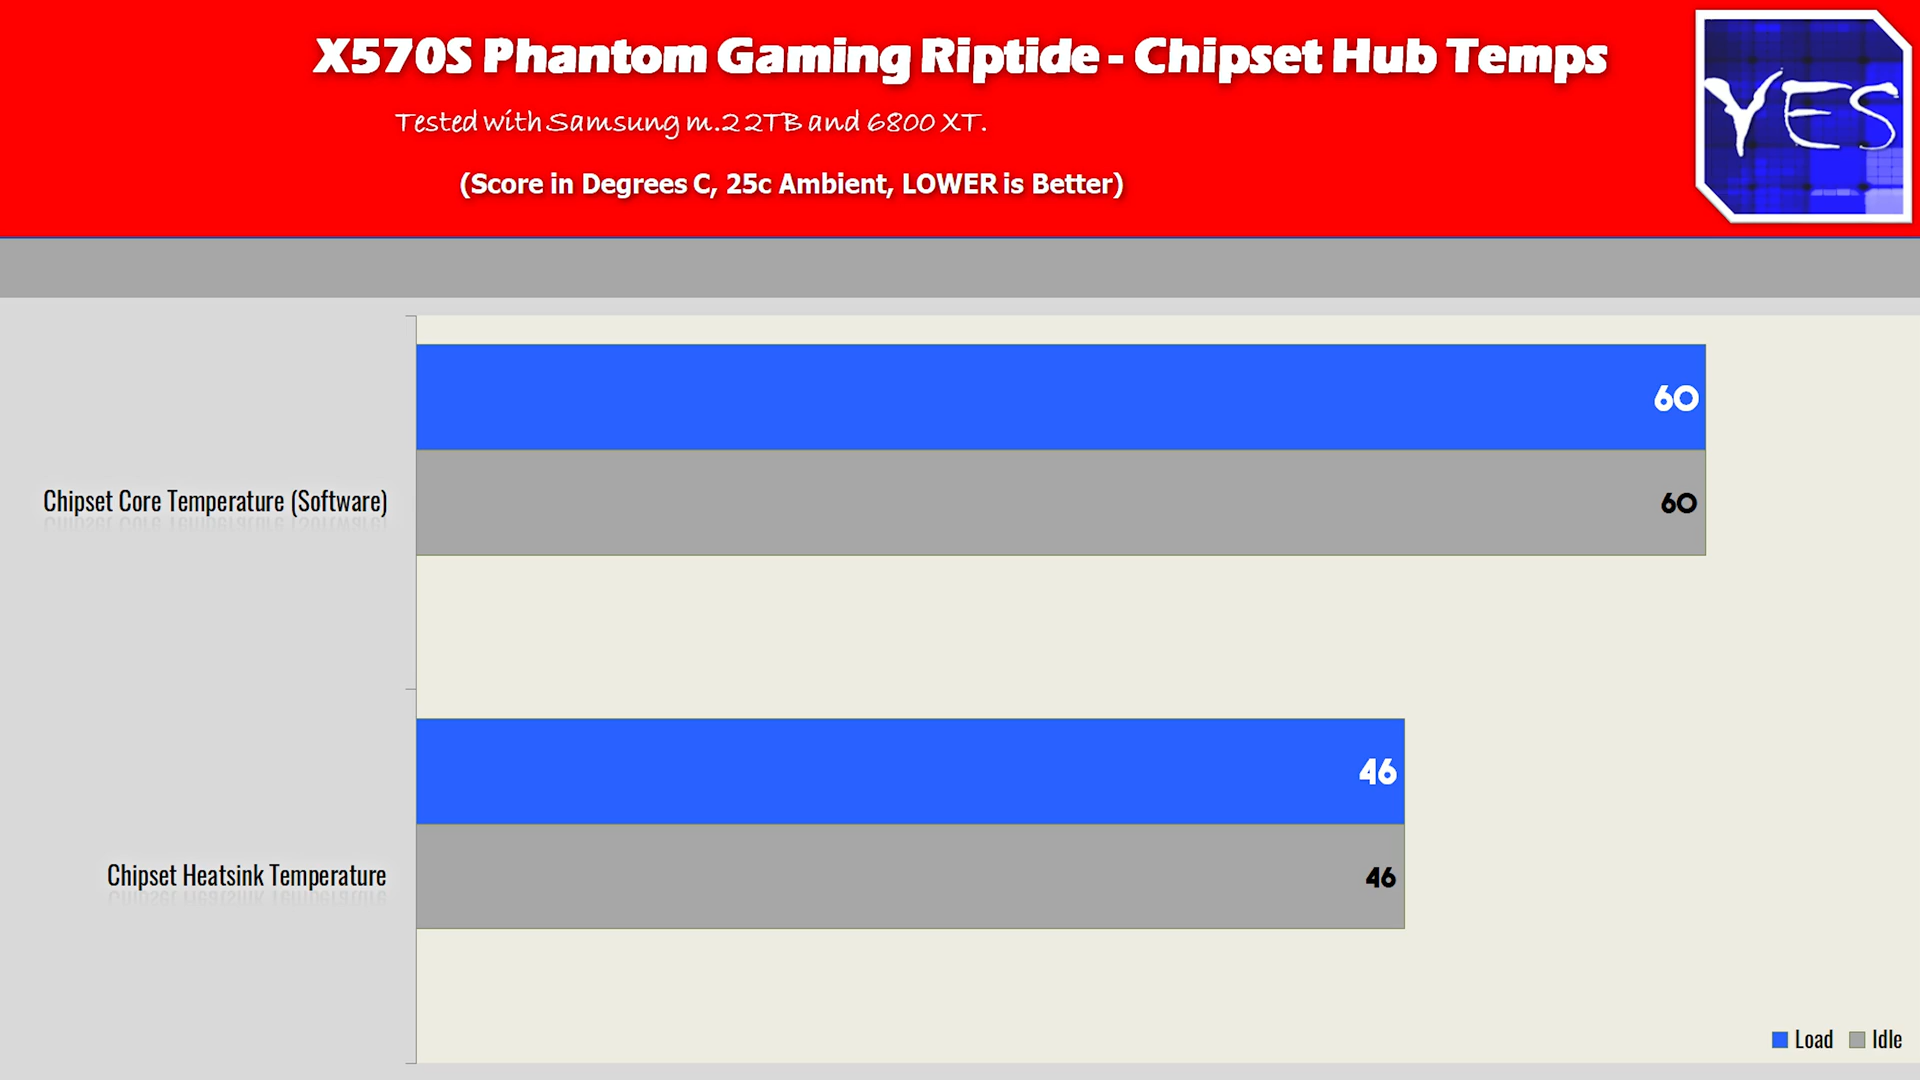 X570S Phantom Gaming Riptide - Chipset Hub Temps
YES
Tested with Samsung m.2 2TB and 6800 XT.
(Score in Degrees C, 25c Ambient, LOWER is Better)
60
Chipset Core Temperature (Software)
60
46
Chipset Heatsink Temperature
46
Load Idle